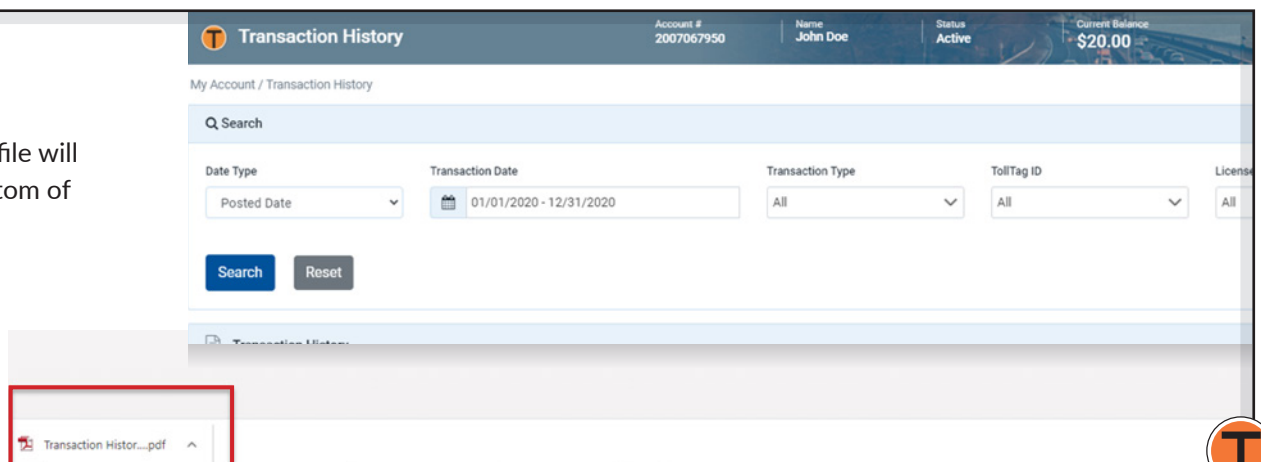 Transaction History
Account #
2007067950
Name
John Doe
Status
Active
Current Balance
$20.00
My Account / Transaction History
file will
tom of
Search
Date Type
Transaction Date
Transaction Type
TollTag ID
License
Posted Date
01/01/2020 - 12/31/2020
All
All
All
Search
Reset
Transaction History
Transaction Histor....pdf
T